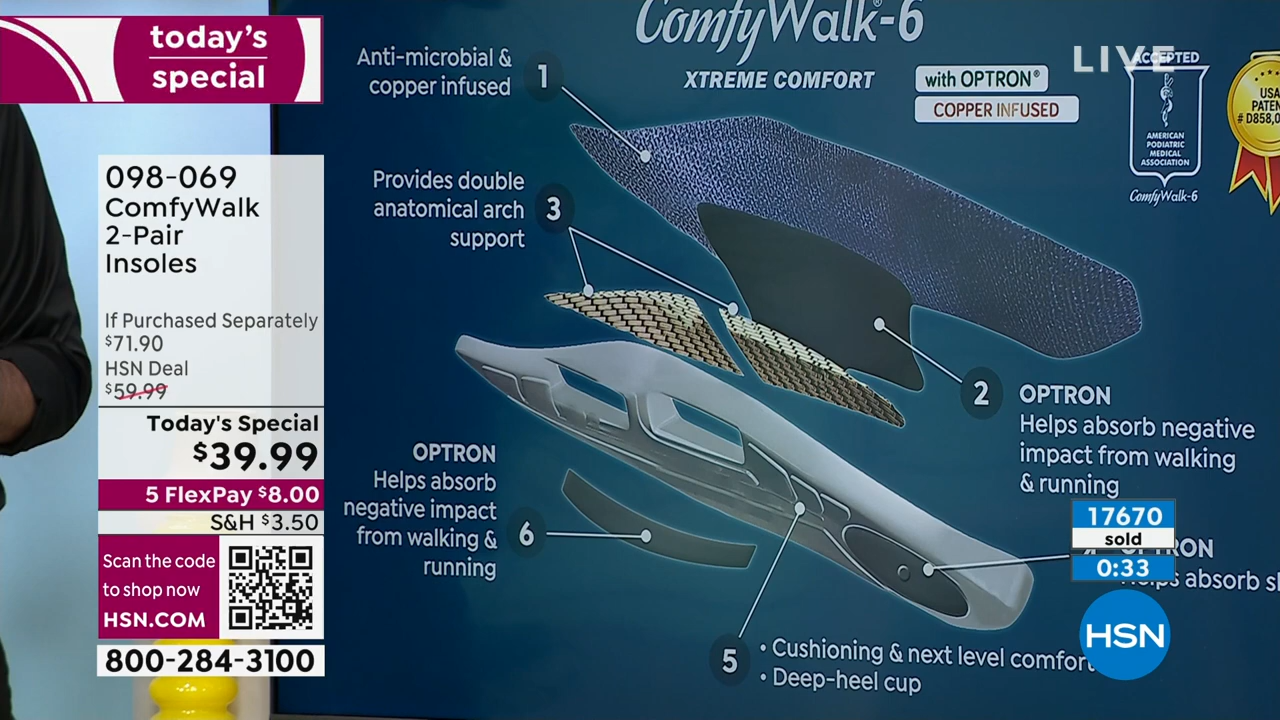 today's
special
098-069
ComfyWalk
2-Pair
Insoles
If Purchased Separately
$71.90
HSN Deal
$59.99
Today's Special
$39.99
5 FlexPay $8.00
S&H $3.50
Scan the code
to shop now
HSN.COM
800-284-3100
ComfyWalk®-6
XTREME COMFORT
with OPTRON®
COPPER INFUSED
LIVE
ACCEPTED
AMERICAN
PODIATRIC
MEDICAL
ASSOCIATION
ComfyWalk-6
USA
# D858,0
Anti-microbial &
copper infused
1
Provides double
anatomical arch
support
3
2
OPTRON
Helps absorb negative
impact from walking
& running
OPTRON
Helps absorb
negative impact
from walking &
running
6
absorb
5
• Cushioning & next level comfort
• Deep-heel cup
17670
sold
0:33
HSN